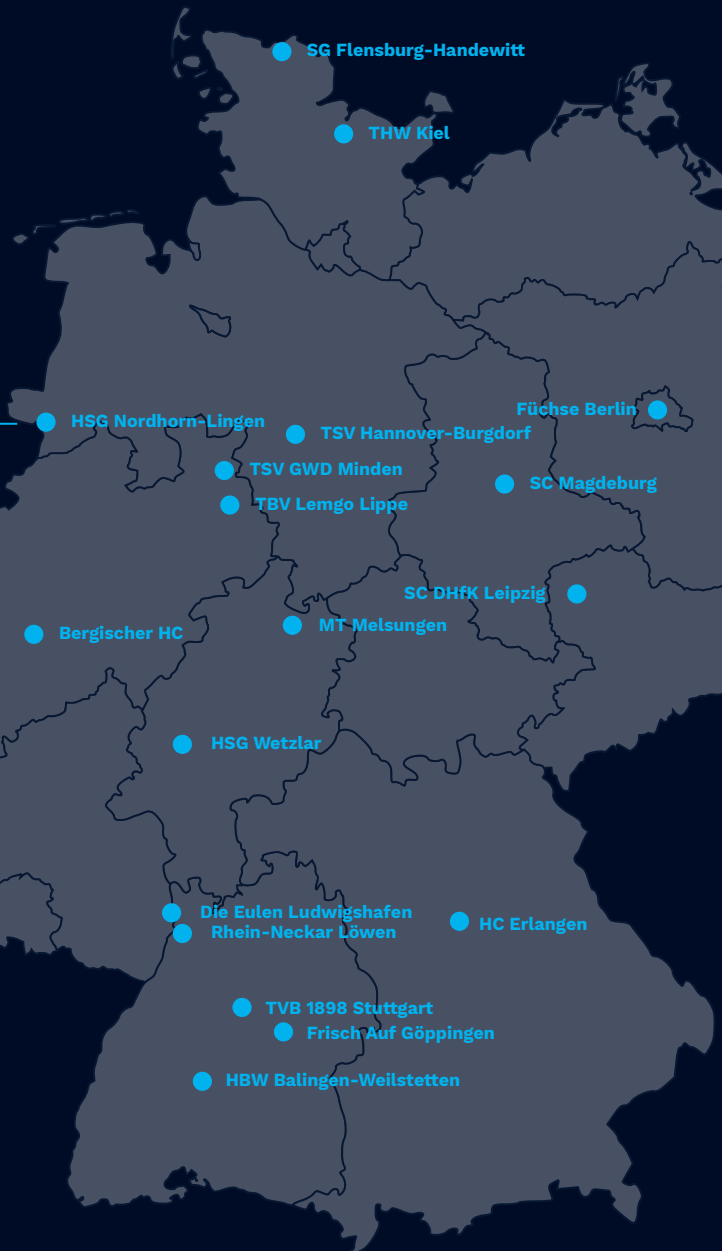 SG Flensburg-Handewitt
THW Kiel
Füchse Berlin
HSG Nordhorn-Lingen
TSV Hannover-Burgdorf
TSV GWD Minden
SC Magdeburg
TBV Lemgo Lippe
SC DHfK Leipzig
MT Melsungen
Bergischer HC
HSG Wetzlar
Die Eulen Ludwigshafen
HC Erlangen
Rhein-Neckar Löwen
TVB 1898 Stuttgart
Frisch Auf Göppingen
HBW Balingen-Weilstetten